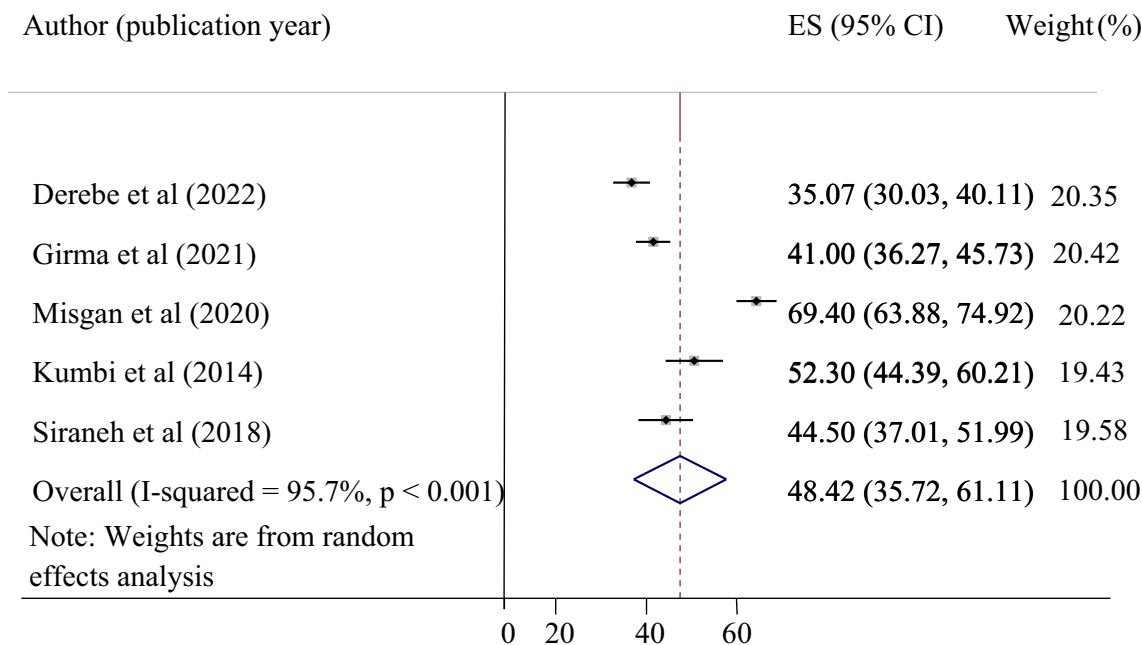 Author (publication year) ES (95% CI) Weight (%)
Derebe et al (2022) 35.07 (30.03, 40.11) 20.35
Girma et al (2021) 41.00 (36.27, 45.73) 20.42
Misgan et al (2020) 69.40 (63.88, 74.92) 20.22
Kumbi et al (2014) 52.30 (44.39, 60.21) 19.43
Siraneh et al (2018) 44.50 (37.01, 51.99) 19.58
Overall (I-squared = 95.7%, p < 0.001) 48.42 (35.72, 61.11) 100.00
Note: Weights are from random
effects analysis
0 20 40 60